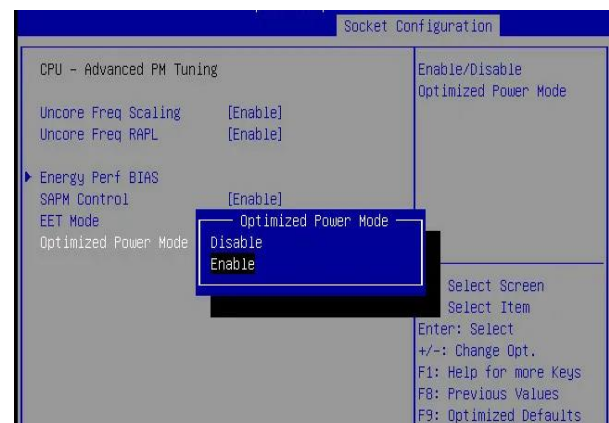 Socket Configuration
CPU - Advanced PM Tuning
Uncore Freq Scaling [Enable]
Uncore Freq RAPL [Enable]
Energy Perf BIAS
SAPM Control [Enable]
EET Mode
Optimized Power Mode
Optimized Power Mode
Disable
Enable
Enable/Disable
Optimized Power Mode
Select Screen
Select Item
Enter: Select
+/-: Change Opt.
F1: Help for more Keys
F8: Previous Values
F9: Optimized Defaults